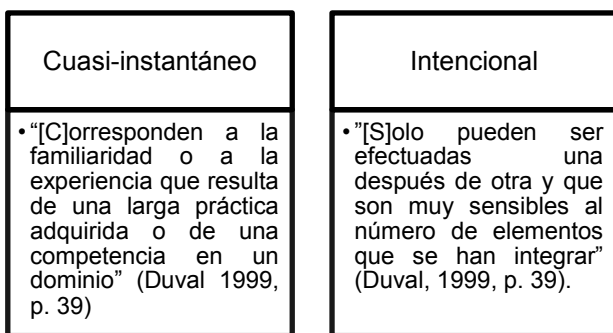 Cuasi-instantáneo
• “[C]orresponden a la
familiaridad o a la
experiencia que resulta
de una larga práctica
adquirida o de una
competencia en un
dominio” (Duval 1999,
p. 39)
Intencional
• "[S]olo pueden ser
efectuadas una
después de otra y que
son muy sensibles al
número de elementos
que se han integrar”
(Duval, 1999, p. 39).